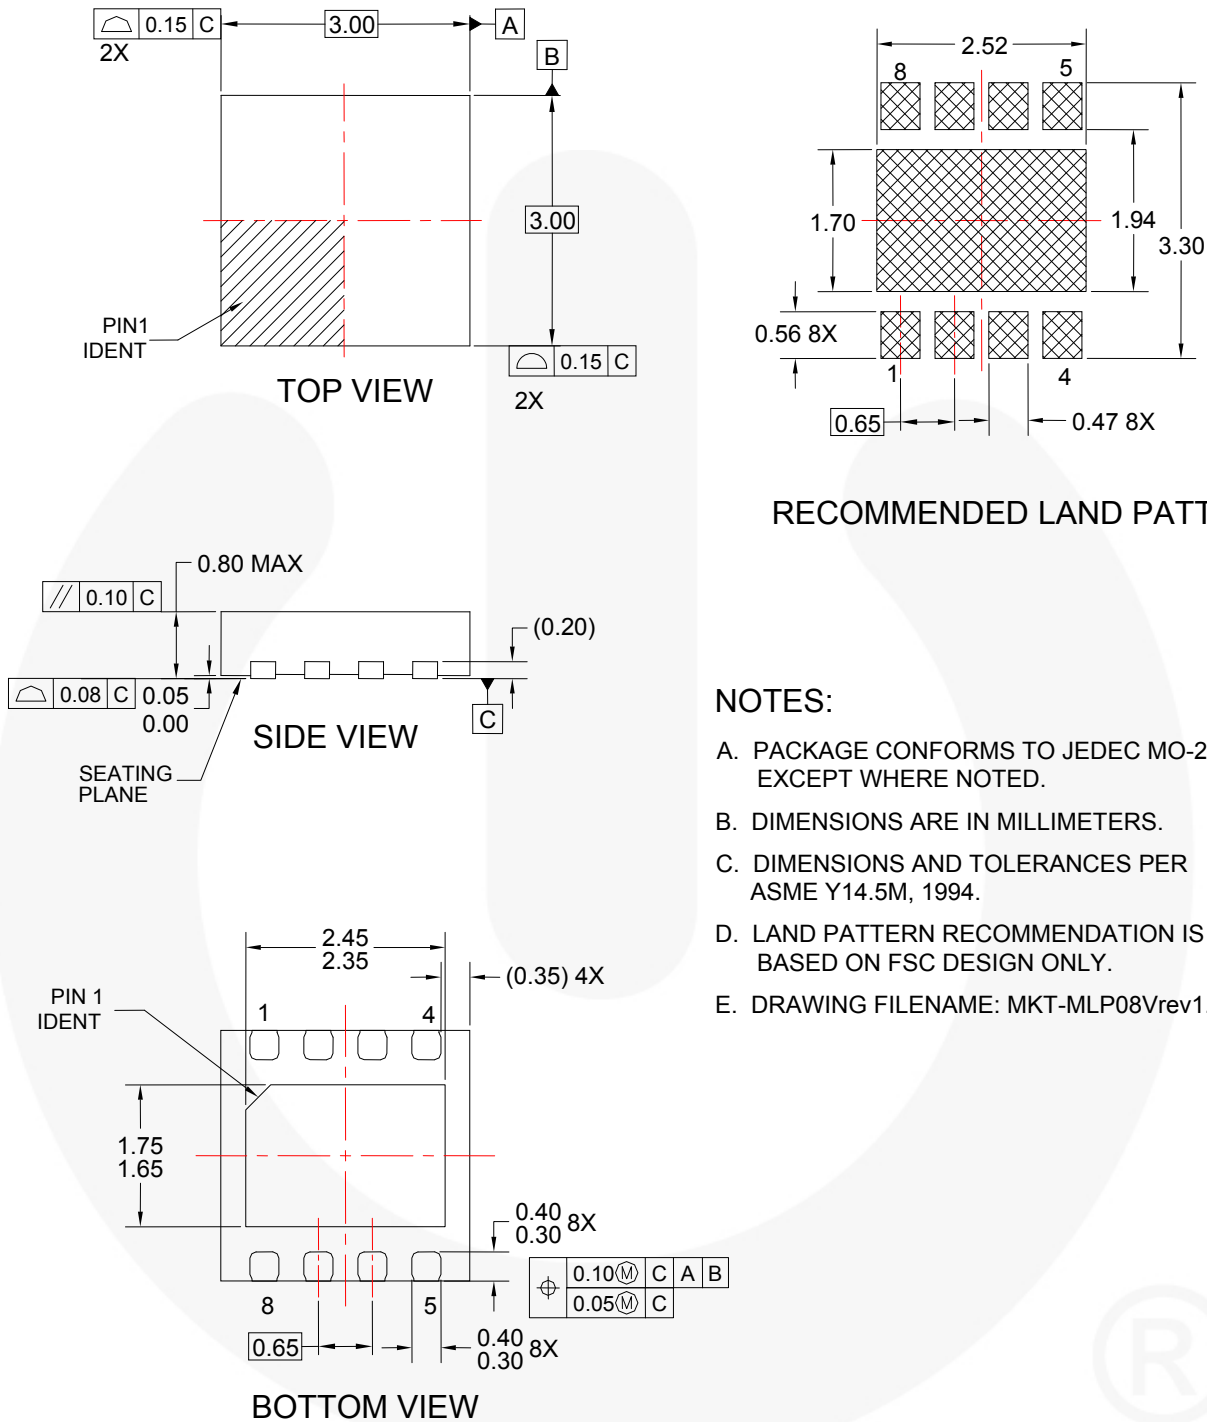 0.15 C
2X
3.00
A
B
3.00
PIN1
IDENT
0.15 C
2X
TOP VIEW
2.52
8
5
1.70
1.94
3.30
0.56 8X
1
4
0.65
0.47 8X
RECOMMENDED LAND PATT
0.80 MAX
// 0.10 C
(0.20)
0.08 C
0.05
0.00
C
SIDE VIEW
SEATING
PLANE
NOTES:
A. PACKAGE CONFORMS TO JEDEC MO-2
EXCEPT WHERE NOTED.
B. DIMENSIONS ARE IN MILLIMETERS.
C. DIMENSIONS AND TOLERANCES PER
ASME Y14.5M, 1994.
D. LAND PATTERN RECOMMENDATION IS
BASED ON FSC DESIGN ONLY.
E. DRAWING FILENAME: MKT-MLP08Vrev1.
2.45
2.35
(0.35) 4X
PIN 1
IDENT
1
4
1.75
1.65
0.40
0.30 8X
0.10Ⓜ C A B
0.05Ⓜ C
8
5
0.65
0.40
0.30 8X
BOTTOM VIEW
®